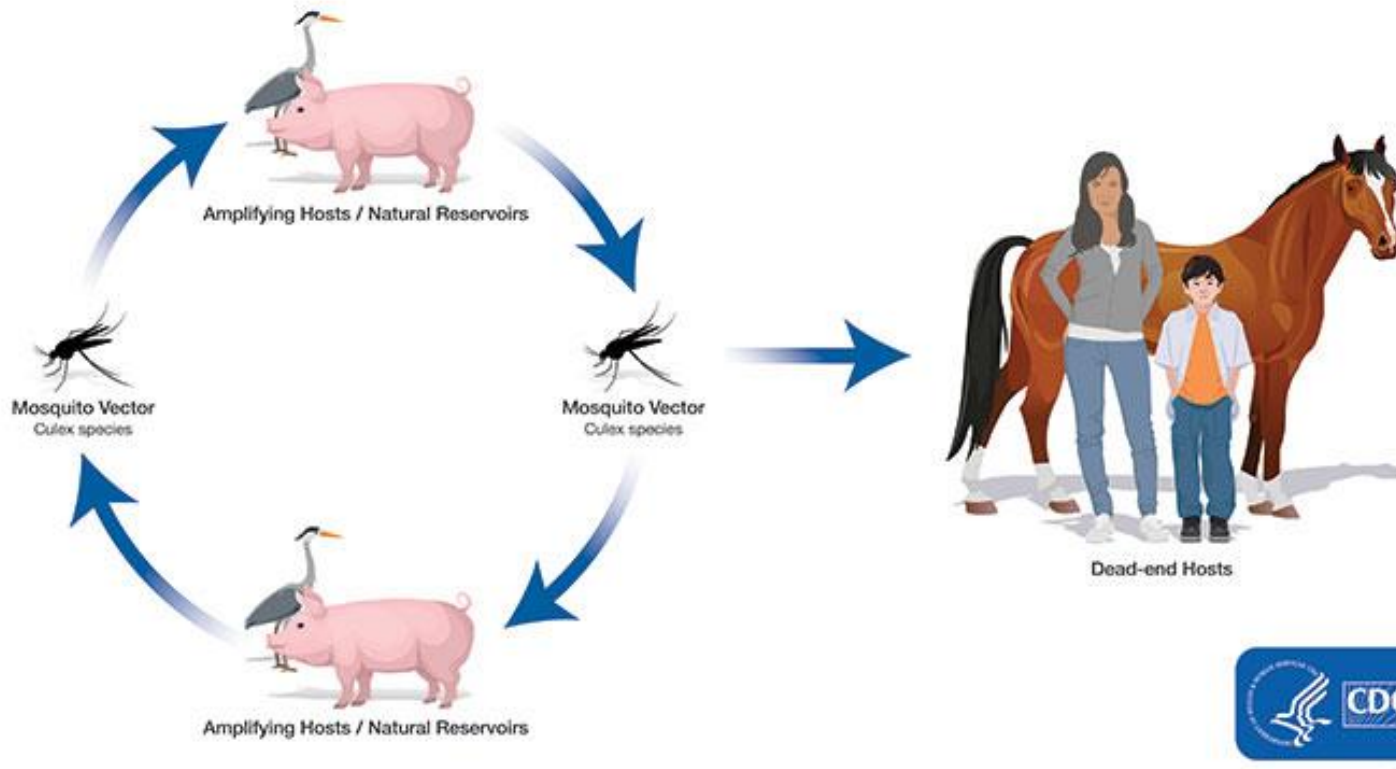 Amplifying Hosts / Natural Reservoirs
Mosquito Vector
Culex species
Mosquito Vector
Culex species
Dead-end Hosts
Amplifying Hosts / Natural Reservoirs